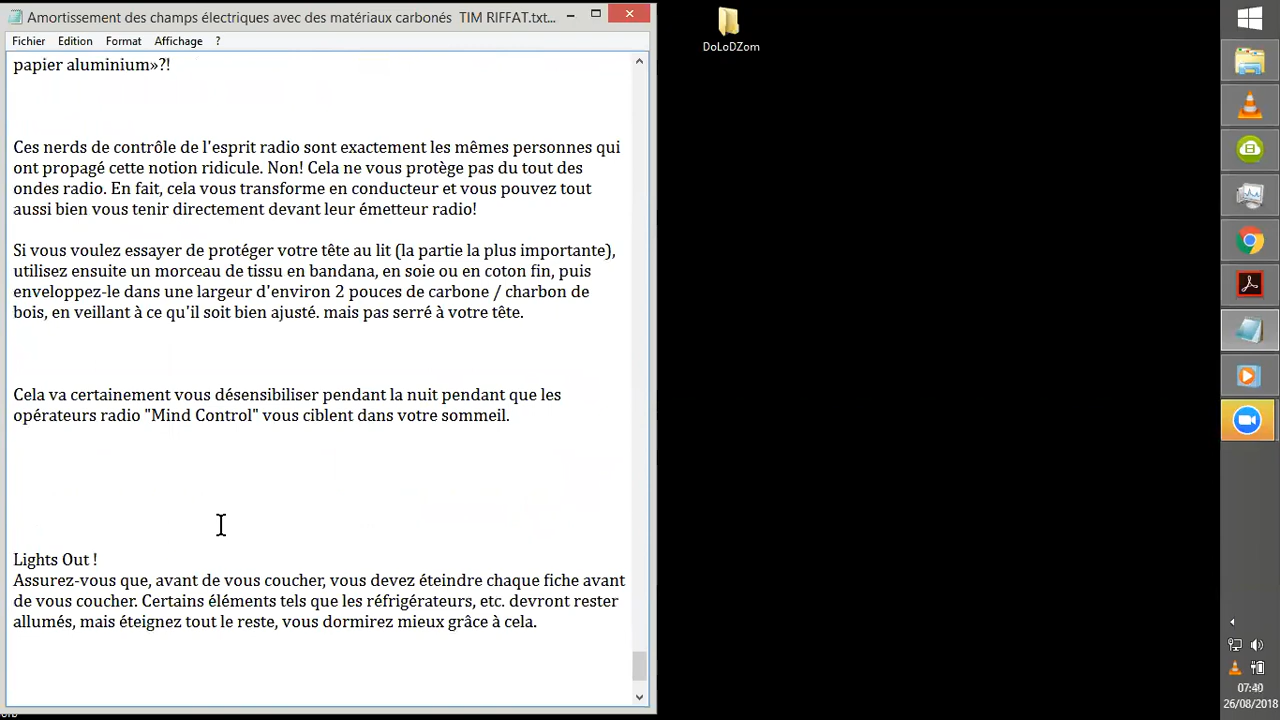 Amortissement des champs électriques avec des matériaux carbonés TIM RIFFAT.txt...
Fichier Edition Format Affichage ?
papier aluminium»?!
Ces nerds de contrôle de l'esprit radio sont exactement les mêmes personnes qui
ont propagé cette notion ridicule. Non! Cela ne vous protège pas du tout des
ondes radio. En fait, cela vous transforme en conducteur et vous pouvez tout
aussi bien vous tenir directement devant leur émetteur radio!
Si vous voulez essayer de protéger votre tête au lit (la partie la plus importante),
utilisez ensuite un morceau de tissu en bandana, en soie ou en coton fin, puis
enveloppez-le dans une largeur d'environ 2 pouces de carbone / charbon de
bois, en veillant à ce qu'il soit bien ajusté. mais pas serré à votre tête.
Cela va certainement vous désensibiliser pendant la nuit pendant que les
opérateurs radio "Mind Control" vous ciblent dans votre sommeil.
Lights Out !
Assurez-vous que, avant de vous coucher, vous devez éteindre chaque fiche avant
de vous coucher. Certains éléments tels que les réfrigérateurs, etc. devront rester
allumés, mais éteignez tout le reste, vous dormirez mieux grâce à cela.
DoLoDZom
07:40
26/08/2018